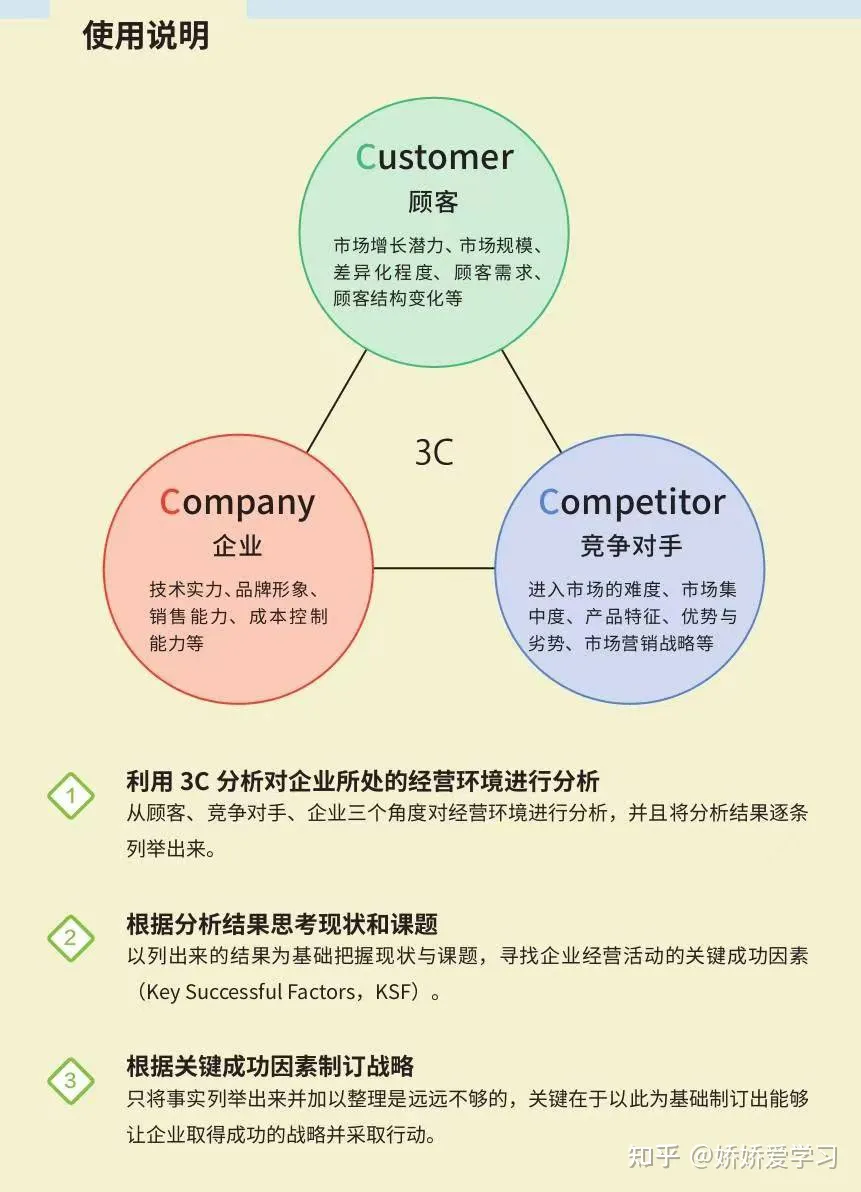 使用说明
Customer
顾客
市场增长潜力、市场规模、
差异化程度、顾客需求、
顾客结构变化等
3C
Company
企业
技术实力、品牌形象、
销售能力、成本控制
能力等
Competitor
竞争对手
进入市场的难度、市场集
中度、产品特征、优势与
劣势、市场营销战略等
1
利用 3C 分析对企业所处的经营环境进行分析
从顾客、竞争对手、企业三个角度对经营环境进行分析，并且将分析结果逐条
列举出来。
2
根据分析结果思考现状和课题
以列出来的结果为基础把握现状与课题，寻找企业经营活动的关键成功因素
（Key Successful Factors，KSF）。
3
根据关键成功因素制订战略
只将事实列举出来并加以整理是远远不够的，关键在于以此为基础制订出能够
让企业取得成功的战略并采取行动。
知乎 @娇娇爱学习